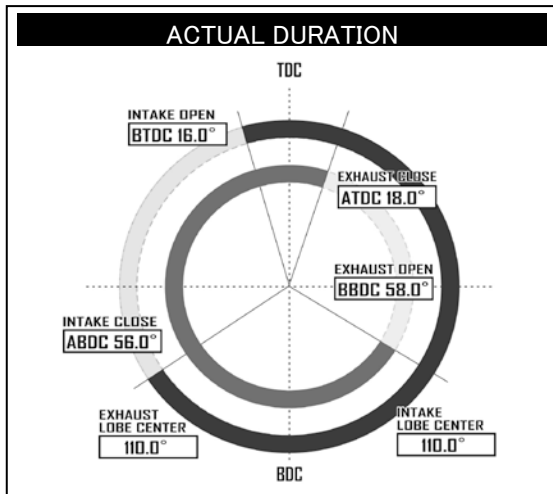 ACTUAL DURATION
TDC
INTAKE OPEN
BTDC 16.0°
EXHAUST CLOSE
ATDC 18.0°
EXHAUST OPEN
BBDC 58.0°
INTAKE CLOSE
ABDC 56.0°
EXHAUST
LOBE CENTER
110.0°
INTAKE
LOBE CENTER
110.0°
BDC